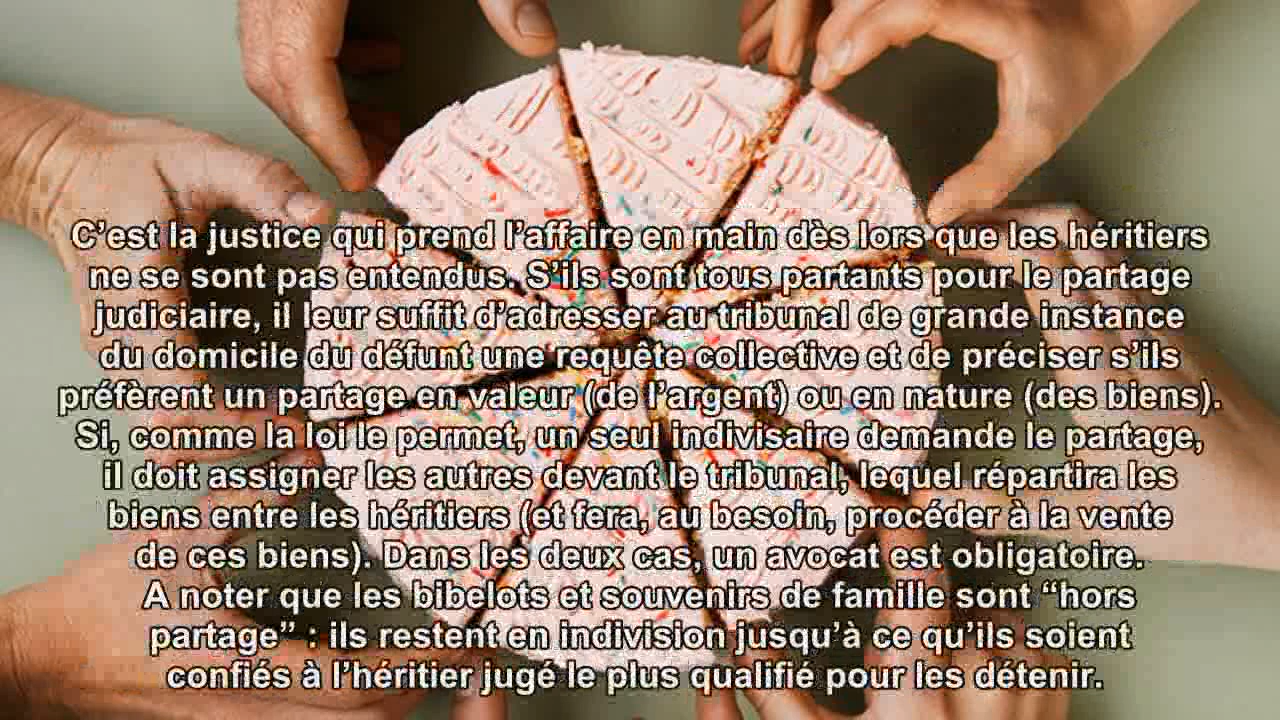 C’est la justice qui prend l’affaire en main dès lors que les héritiers
ne se sont pas entendus. S’ils sont tous partants pour le partage
judiciaire, il leur suffit d’adresser au tribunal de grande instance
du domicile du défunt une requête collective et de préciser s’ils
préfèrent un partage en valeur (de l’argent) ou en nature (des biens).
Si, comme la loi le permet, un seul indivisaire demande le partage,
il doit assigner les autres devant le tribunal, lequel répartira les
biens entre les héritiers (et fera, au besoin, procéder à la vente
de ces biens). Dans les deux cas, un avocat est obligatoire.
A noter que les bibelots et souvenirs de famille sont “hors
partage” : ils restent en indivision jusqu’à ce qu’ils soient
confiés à l’héritier jugé le plus qualifié pour les détenir.